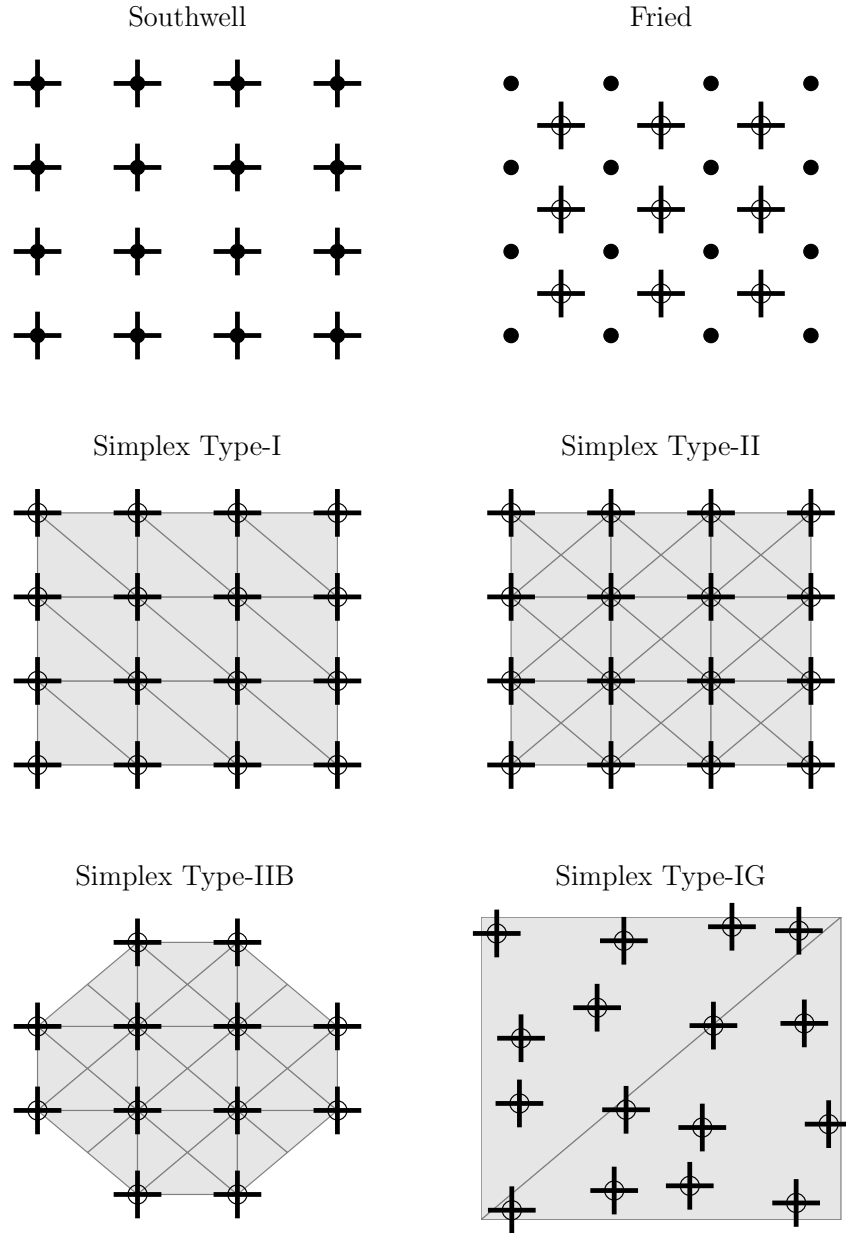 Southwell
Fried
Simplex Type-I
Simplex Type-II
Simplex Type-IIB
Simplex Type-IG